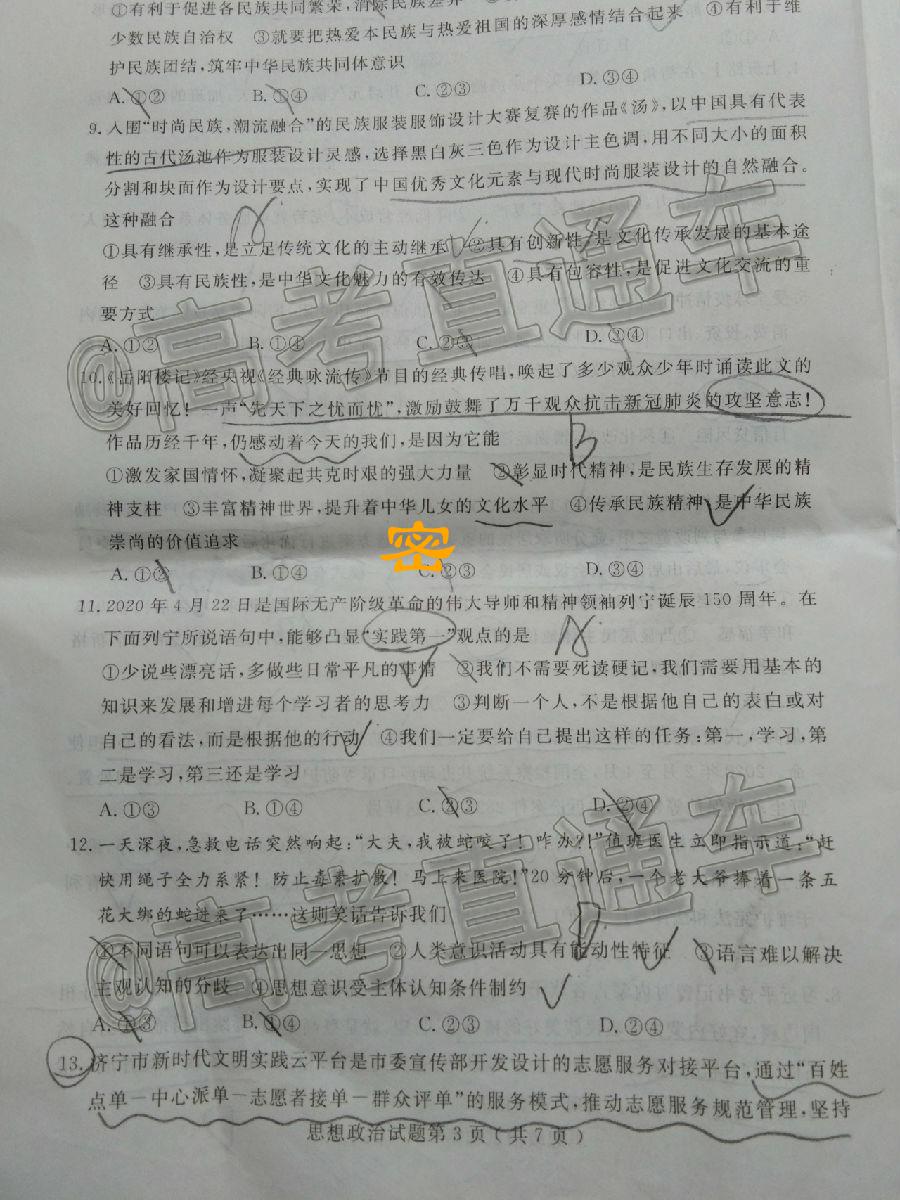 ①有利于促进各民族共同繁荣，消除民族差异
少数民族自治权 ③就要把热爱本民族与热爱祖国的深厚感情结合起来 ④有利于维
护民族团结，筑牢中华民族共同体意识
A. ①② B. ①④ C. ②③ D. ③④
9. 入围“时尚民族，潮流融合”的民族服装服饰设计大赛复赛的作品《汤》，以中国具有代表
性的古代汤池作为服装设计灵感，选择黑白灰三色作为设计主色调，用不同大小的面积
分割和块面作为设计要点，实现了中国优秀文化元素与现代时尚服装设计的自然融合。
这种融合
①具有继承性，是立足传统文化的主动继承 ②具有创新性，是文化传承发展的基本途
径 ③具有民族性，是中华文化魅力的有效传达 ④具有包容性，是促进文化交流的重
要方式
A. ①② B. ①④ C. ②③ D. ③④
10.《岳阳楼记》经央视《经典咏流传》节目的经典传唱，唤起了多少观众少年时诵读此文的
美好回忆！一声“先天下之忧而忧”，激励鼓舞了万千观众抗击新冠肺炎的攻坚意志！
作品历经千年，仍感动着今天的我们，是因为它能
B
①激发家国情怀，凝聚起共克时艰的强大力量 ②彰显时代精神，是民族生存发展的精
神支柱 ③丰富精神世界，提升着中华儿女的文化水平 ④传承民族精神，是中华民族
崇尚的价值追求
密
A. ①② B. ①④ C. ②③ D. ③④
11. 2020 年 4 月 22 日是国际无产阶级革命的伟大导师和精神领袖列宁诞辰 150 周年。在
下面列宁所说语句中，能够凸显“实践第一”观点的是
①少说些漂亮话，多做些日常平凡的事情 ②我们不需要死读硬记，我们需要用基本的
知识来发展和增进每个学习者的思考力 ③判断一个人，不是根据他自己的表白或对
自己的看法，而是根据他的行动 ④我们一定要给自己提出这样的任务：第一，学习，第
二是学习，第三还是学习
A. ①③ B. ①④ C. ②③ D. ②④
12. 一天深夜，急救电话突然响起：“大夫，我被蛇咬了！咋办？！”值班医生立即指示道：“赶
快用绳子全力系紧！防止毒素扩散！马上来医院！”20 分钟后，一个老大爷捧着一条五
花大绑的蛇进来了……这则笑话告诉我们
D
①不同语句可以表达出同一思想 ②人类意识活动具有能动性特征 ③语言难以解决
主观认知的分歧 ④思想意识受主体认知条件制约
A. ①③ B. ①④ C. ②③ D. ②④
13. 济宁市新时代文明实践云平台是市委宣传部开发设计的志愿服务对接平台，通过“百姓
点单－中心派单－志愿者接单－群众评单”的服务模式，推动志愿服务规范管理，坚持
思想政治试题第 3 页（共 7 页）
@高考直通车
@高考直通车